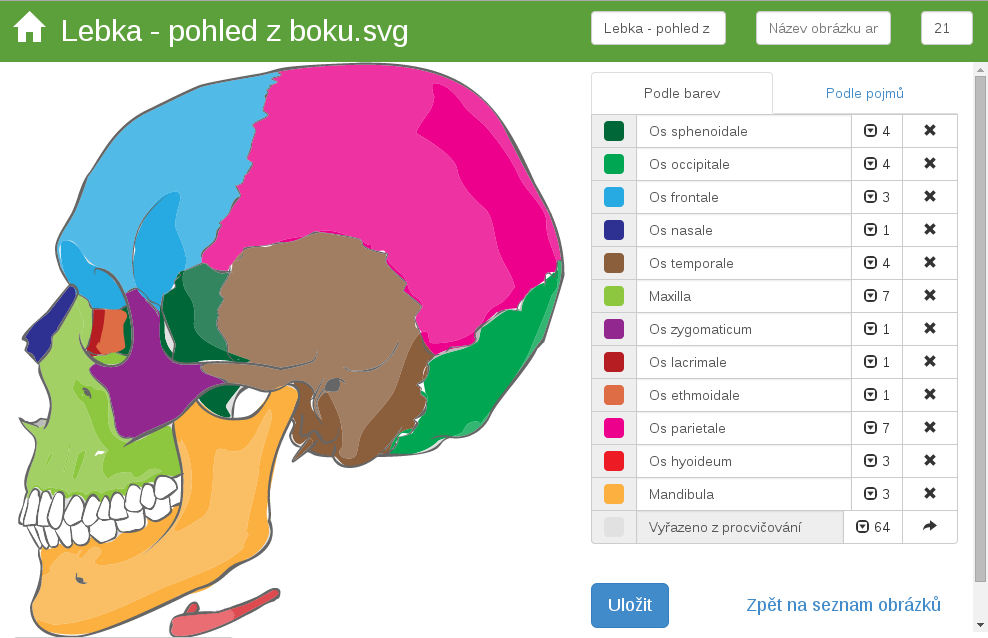 Lebka - pohled z boku.svg
Lebka - pohled z
Název obrázku ar
21
Podle barev
Podle pojmů
Os sphenoidale 4
Os occipitale 4
Os frontale 3
Os nasale 1
Os temporale 4
Maxilla 7
Os zygomaticum 1
Os lacrimale 1
Os ethmoidale 1
Os parietale 7
Os hyoideum 3
Mandibula 3
Vyřazeno z procvičování 64
Uložit
Zpět na seznam obrázků